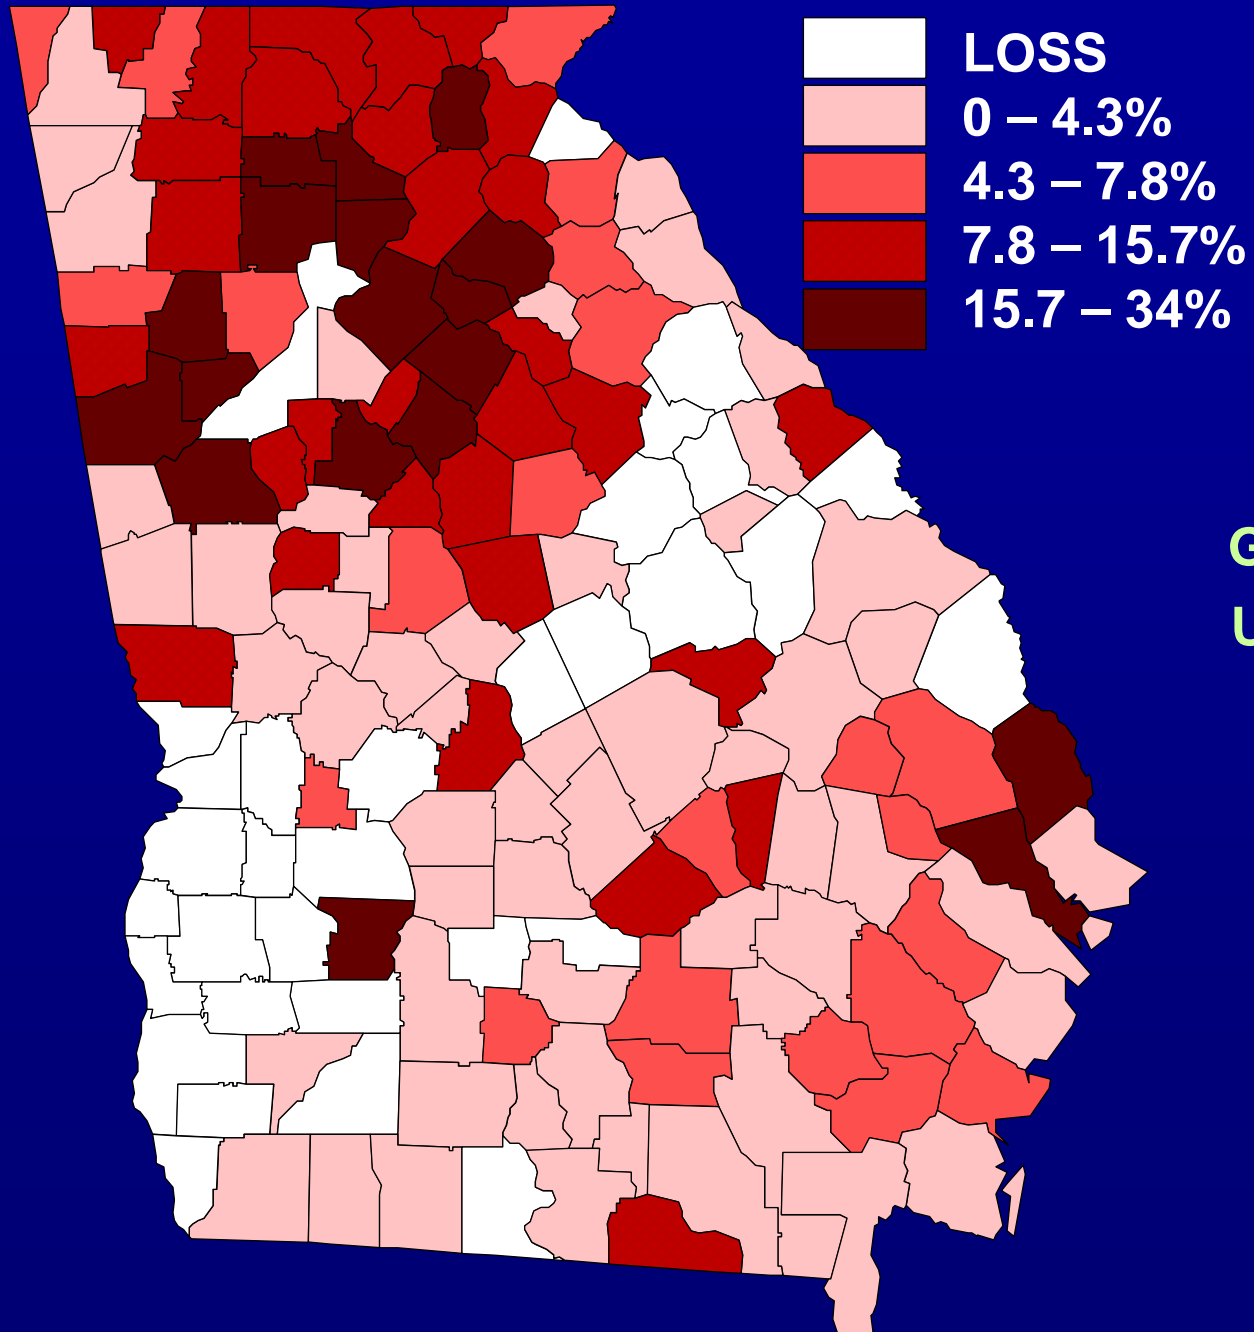 LOSS
0 – 4.3%
4.3 – 7.8%
7.8 – 15.7%
15.7 – 34%
G
U